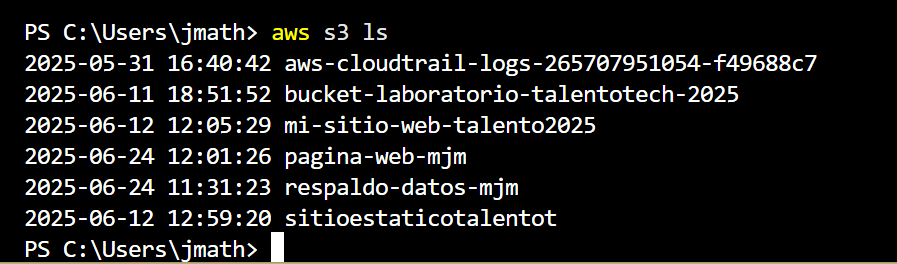 PS C:\Users\jmath> aws s3 ls
2025-05-31 16:40:42 aws-cloudtrail-logs-265707951054-f49688c7
2025-06-11 18:51:52 bucket-laboratorio-talentotech-2025
2025-06-12 12:05:29 mi-sitio-web-talento2025
2025-06-24 12:01:26 pagina-web-mjm
2025-06-24 11:31:23 respaldo-datos-mjm
2025-06-12 12:59:20 sitioestaticotalentot
PS C:\Users\jmath>